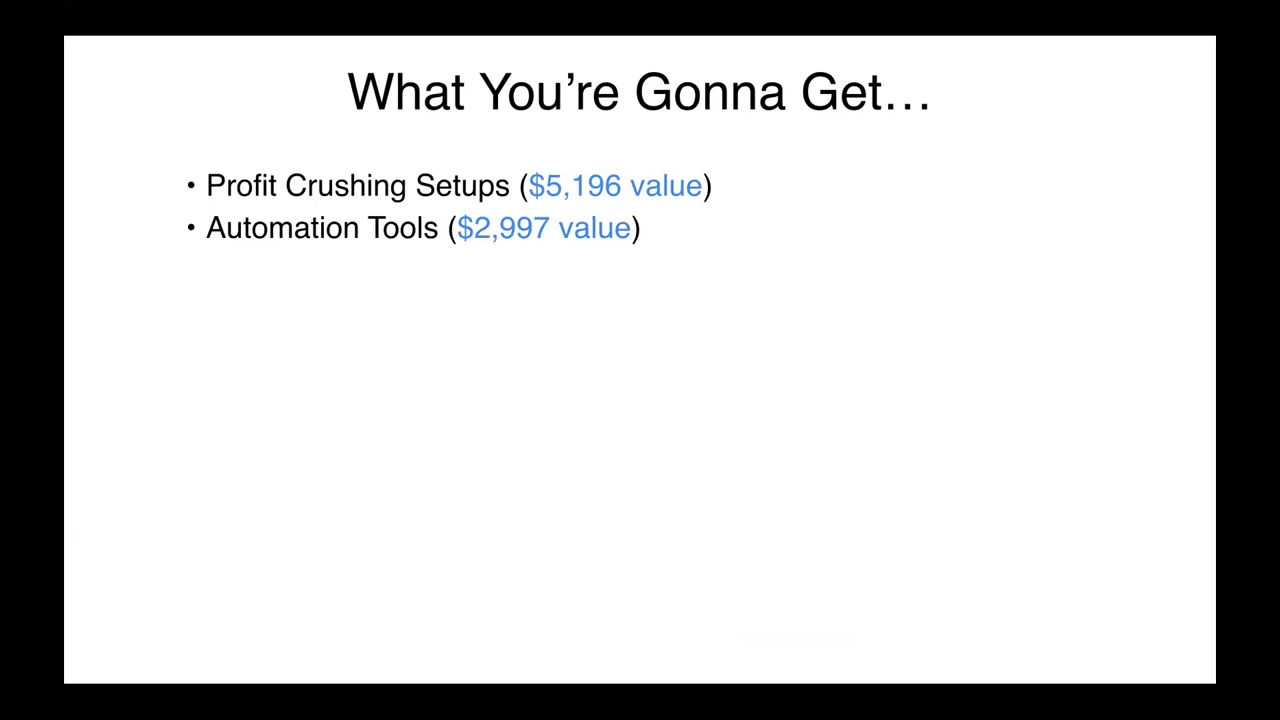 What You’re Gonna Get…
• Profit Crushing Setups ($5,196 value)
• Automation Tools ($2,997 value)